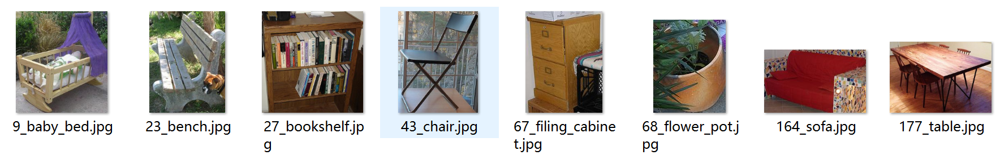 9_baby_bed.jpg
23_bench.jpg
27_bookshelf.jp
g
43_chair.jpg
67_filing_cabine
t.jpg
68_flower_pot.j
pg
164_sofa.jpg
177_table.jpg